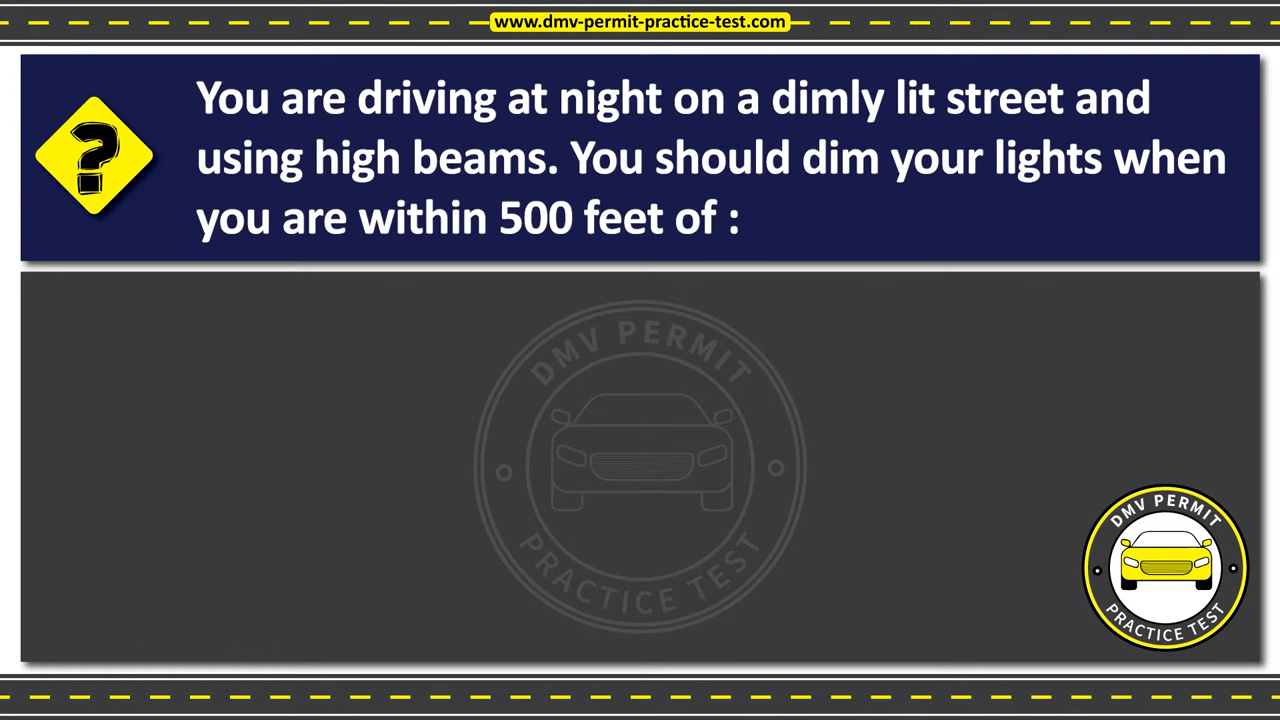 www.dmv-permit-practice-test.com
?
You are driving at night on a dimly lit street and
using high beams. You should dim your lights when
you are within 500 feet of :
DMV PERMIT
PRACTICE TEST
DMV PERMIT
PRACTICE TEST